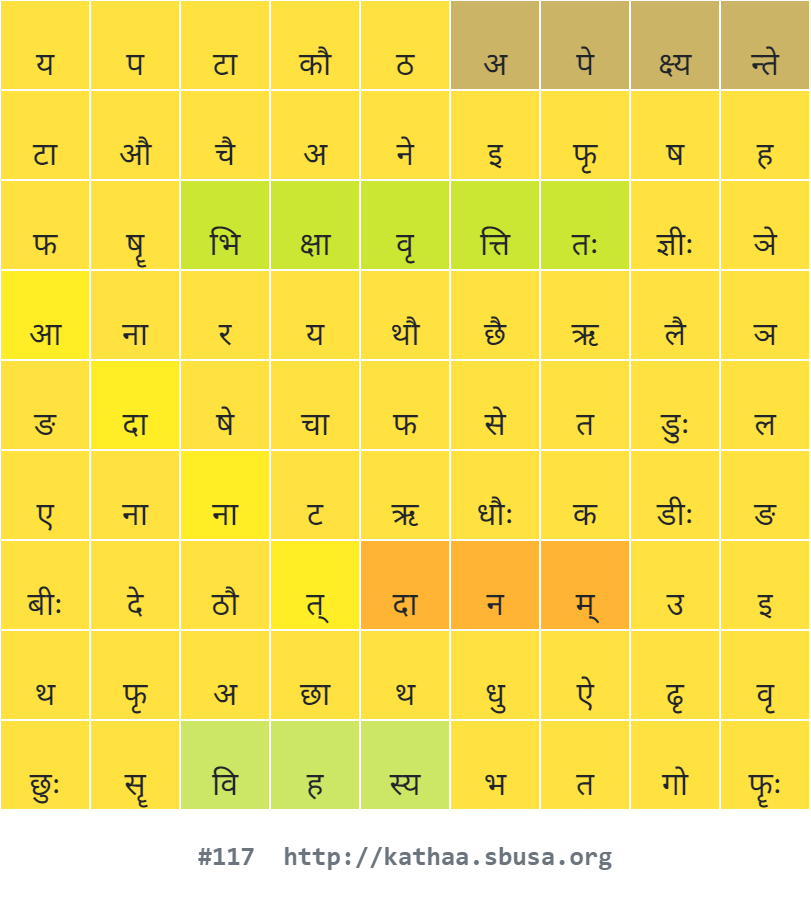 य प टा कौ ठ अ पे क्ष्य न्ते
टा औ चै अ ने इ फृ ष ह
फ षॄ भि क्षा वृ त्ति तः ज्ञीः ञे
आ ना र य थौ छै ऋ लै ञ
ङ दा षे चा फ से त डुः ल
ए ना ना ट ऋ धौः क डीः ङ
बीः दे ठौ त् दा न म् उ इ
थ फृ अ छा थ धु ऐ ढृ वृ
छुः सॄ वि ह स्य भ त गो फॄः
#117 http://kathaa.sbusa.org